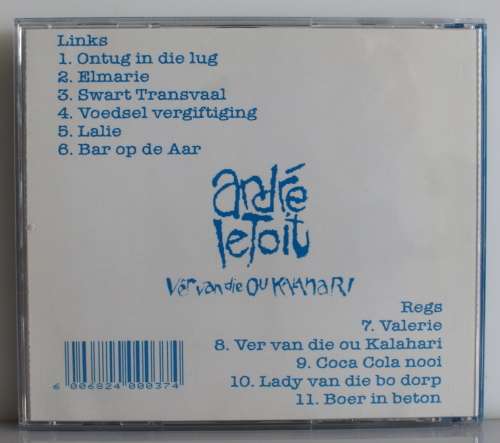 Links
1. Ontug in die lug
2. Elmarie
3. Swart Transvaal
4. Voedsel vergiftiging
5. Lalie
6. Bar op de Aar
andré
leToit
Ver van die OU KALAHARI
Regs
7. Valerie
8. Ver van die ou Kalahari
9. Coca Cola nooi
10. Lady van die bo dorp
11. Boer in beton
6 006824 000374